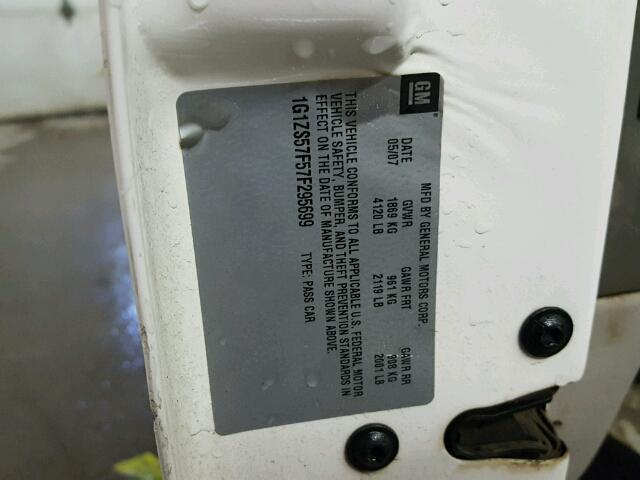 GM
MFD BY GENERAL MOTORS CORP.
DATE GVWR GAWR FRT GAWR RR
05/07 1869 KG 961 KG 908 KG
4120 LB 2119 LB 2001 LB
THIS VEHICLE CONFORMS TO ALL APPLICABLE U.S. FEDERAL MOTOR
VEHICLE SAFETY, BUMPER, AND THEFT PREVENTION STANDARDS IN
EFFECT ON THE DATE OF MANUFACTURE SHOWN ABOVE.
1G1ZS57F57F295699 TYPE: PASS CAR